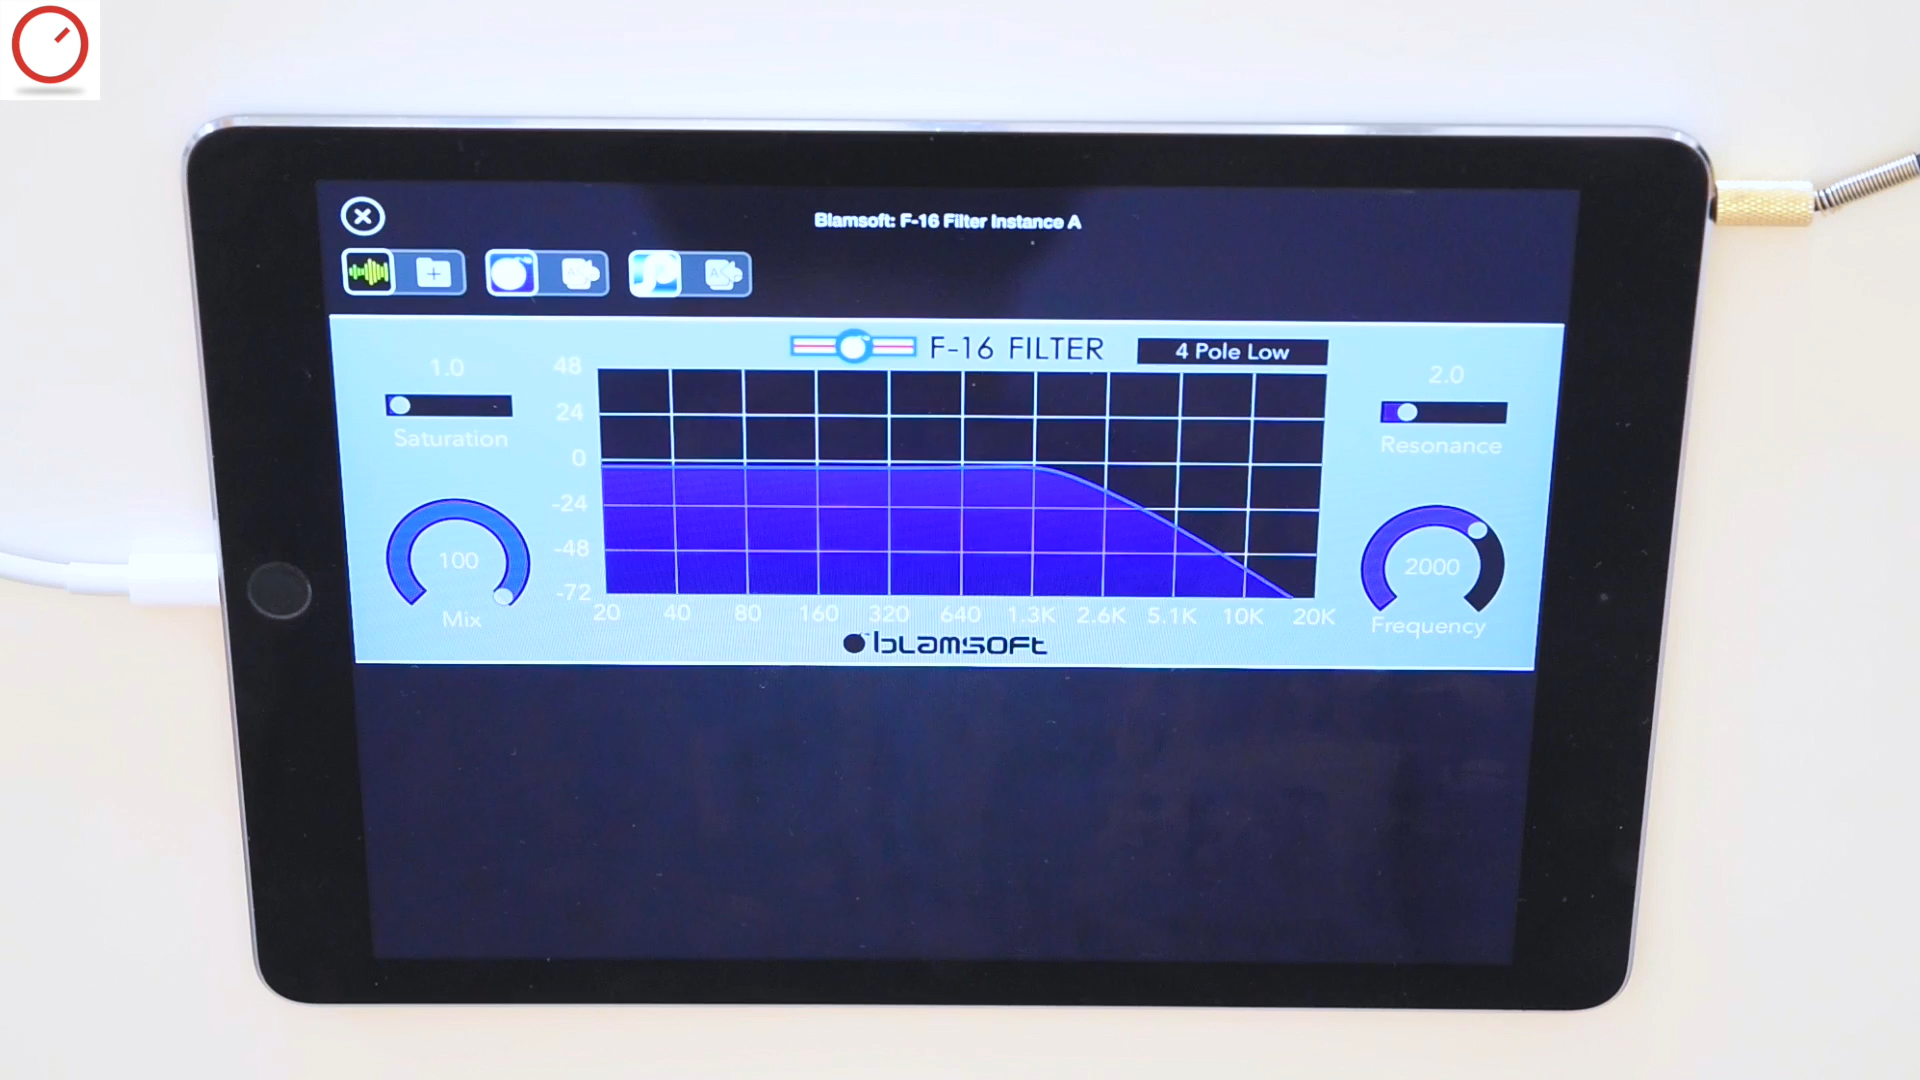 Blamsoft: F-16 Filter Instance A
F-16 FILTER
4 Pole Low
1.0
Saturation
100
Mix
48
24
0
-24
-48
-72
20 40 80 160 320 640 1.3K 2.6K 5.1K 10K 20K
blamsoft
2.0
Resonance
2000
Frequency